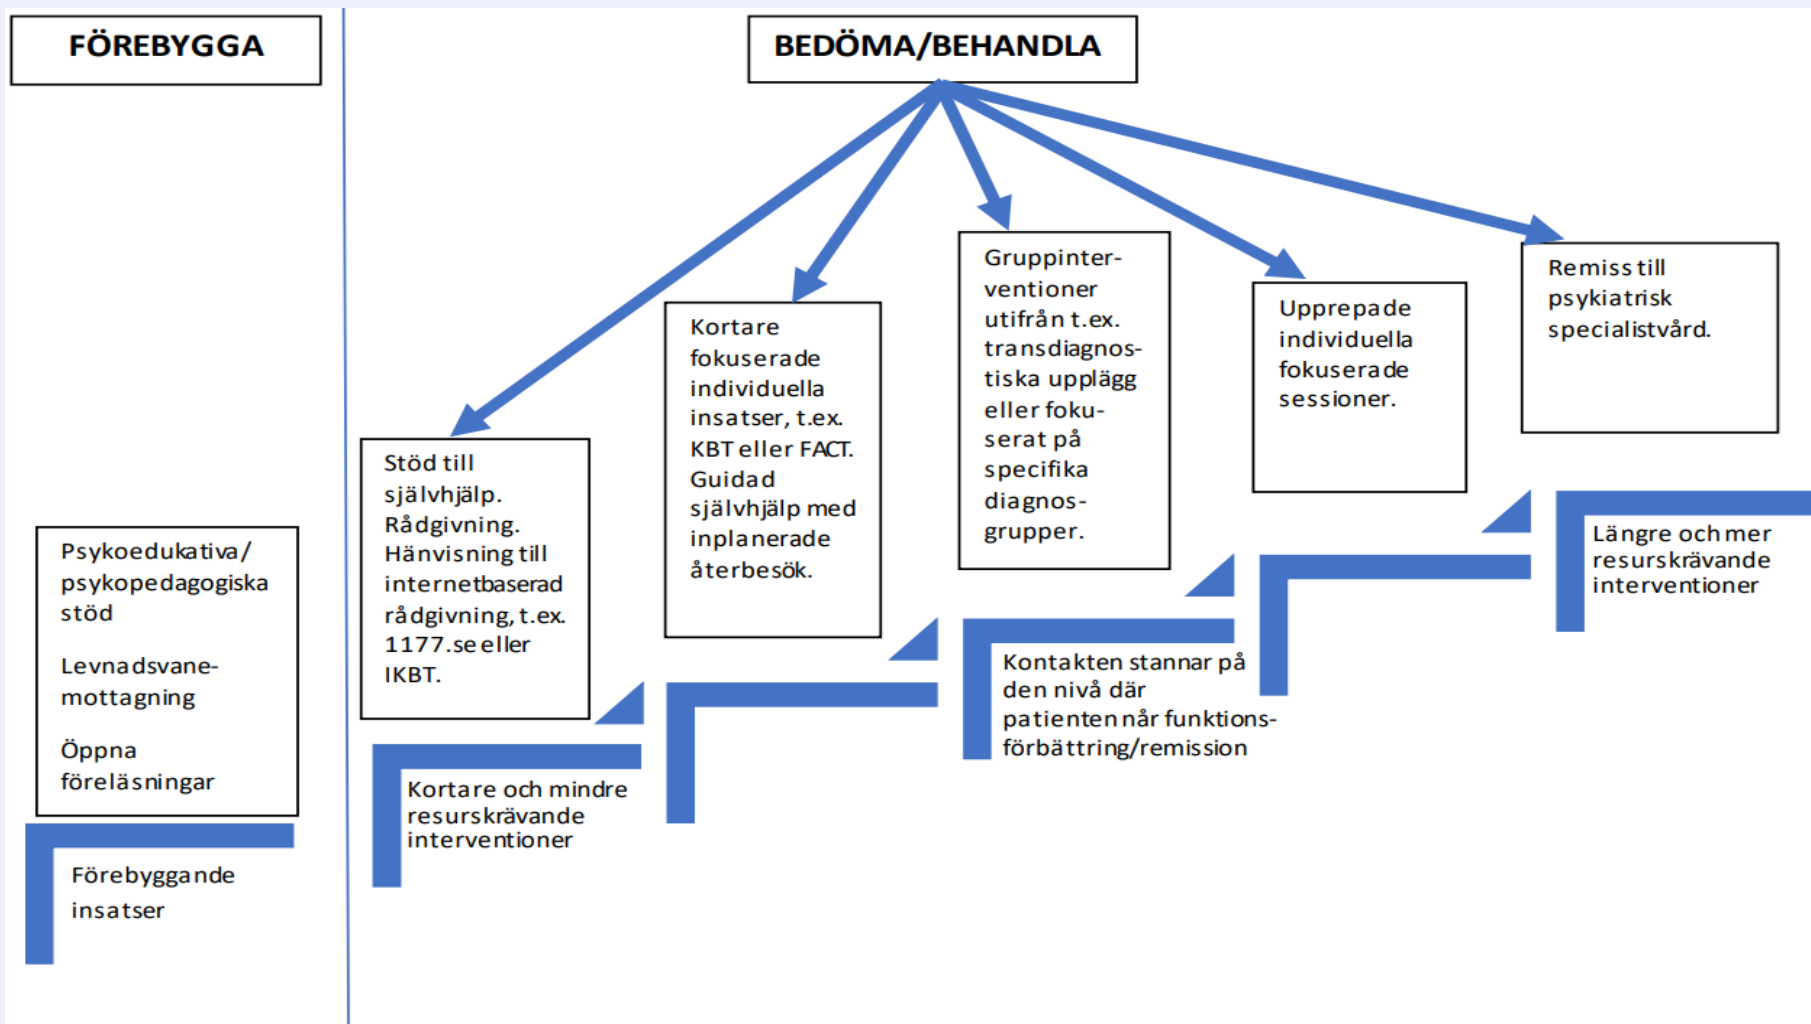 FÖREBYGGA
BEDÖMA/BEHANDLA
Psykoedukativa/
psykopedagogiska
stöd
Levnadsvane-
mottagning
Öppna
föreläsningar
Förebyggande
insatser
Stöd till
självhjälp.
Rådgivning.
Hänvisning till
internetbaserad
rådgivning, t.ex.
1177.se eller
IKBT.
Kortare och mindre
resurskrävande
interventioner
Kortare
fokuserade
individuella
insatser, t.ex.
KBT eller FACT.
Guidad
självhjälp med
inplanerade
återbesök.
Gruppinter-
ventioner
utifrån t.ex.
transdiagnos-
tiska upplägg
eller foku-
serat på
specifika
diagnos-
grupper.
Kontakten stannar på
den nivå där
patienten når funktions-
förbättring/remission
Upprepade
individuella
fokuserade
sessioner.
Remiss till
psykiatrisk
specialistvård.
Längre och mer
resurskrävande
interventioner